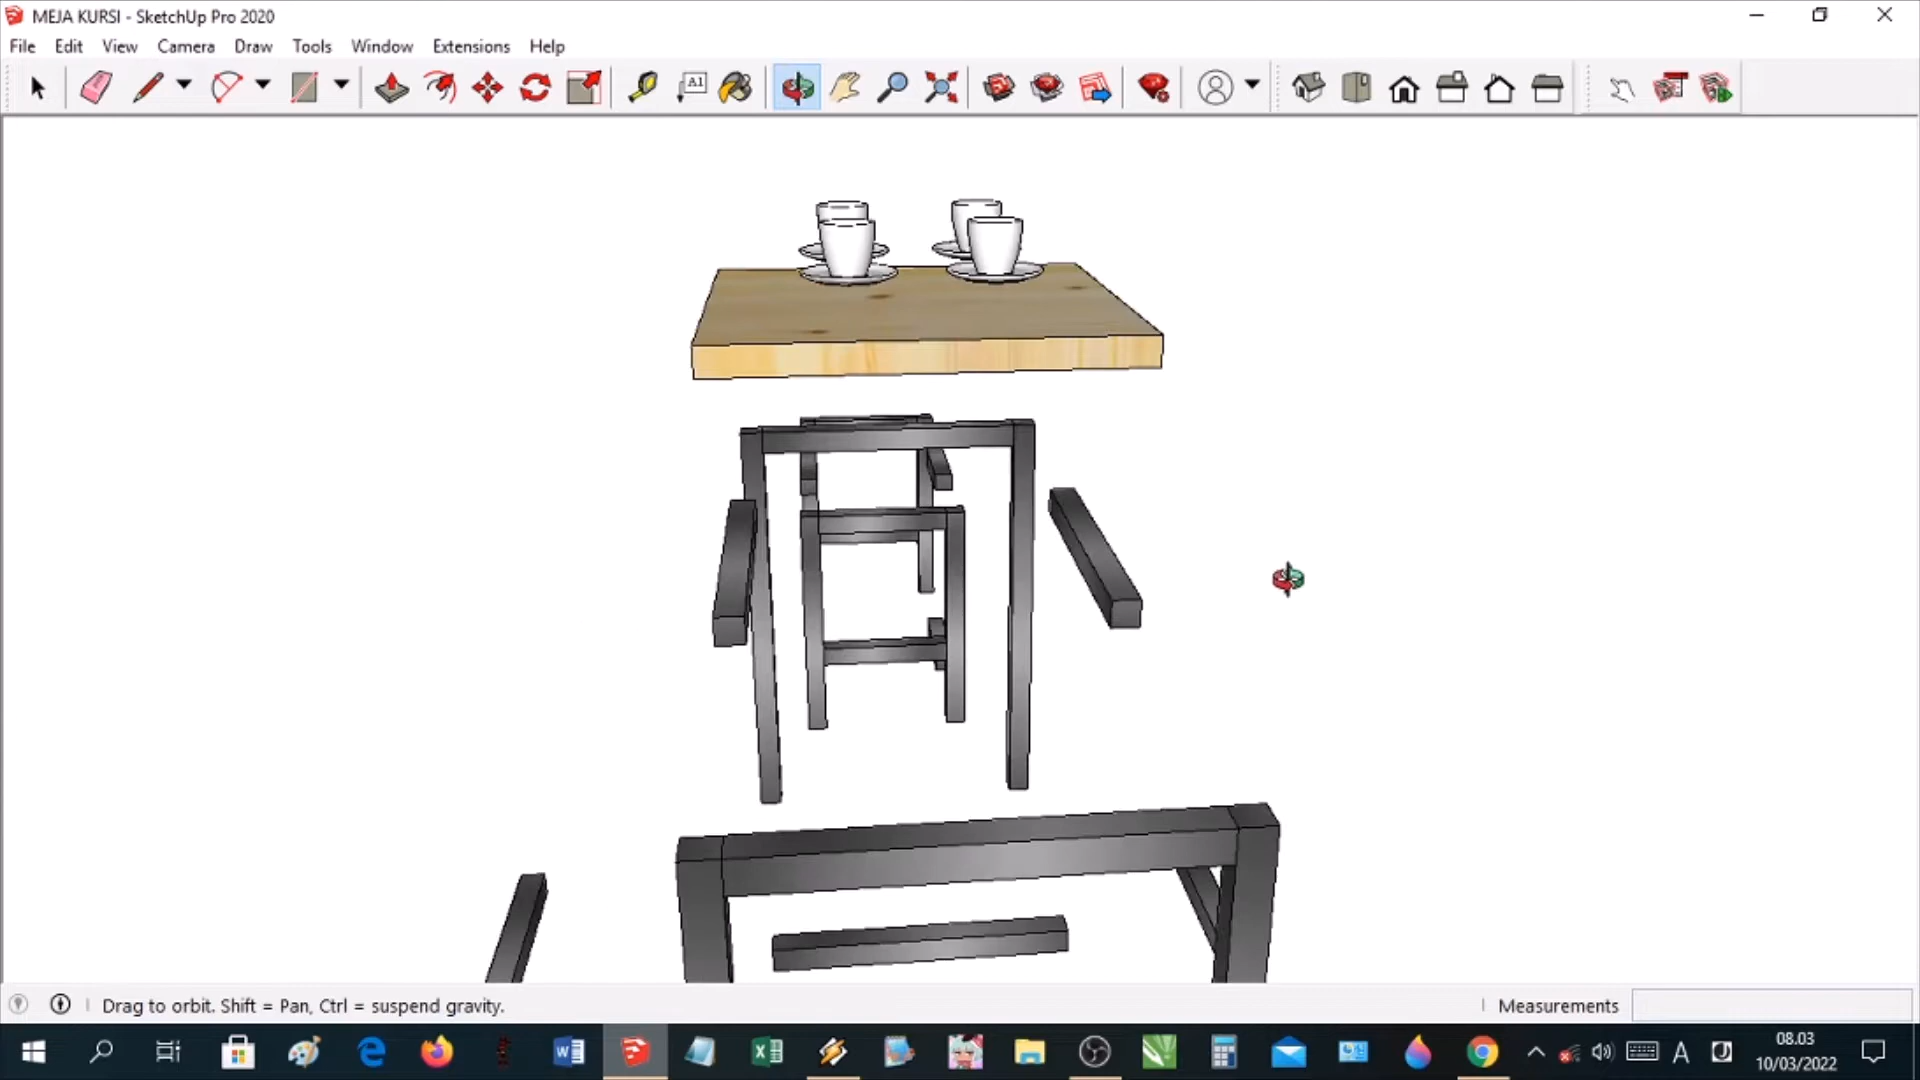 MEJA KURSI - SketchUp Pro 2020
File Edit View Camera Draw Tools Window Extensions Help
A1
Drag to orbit. Shift = Pan, Ctrl = suspend gravity.
Measurements
A
08.03
10/03/2022